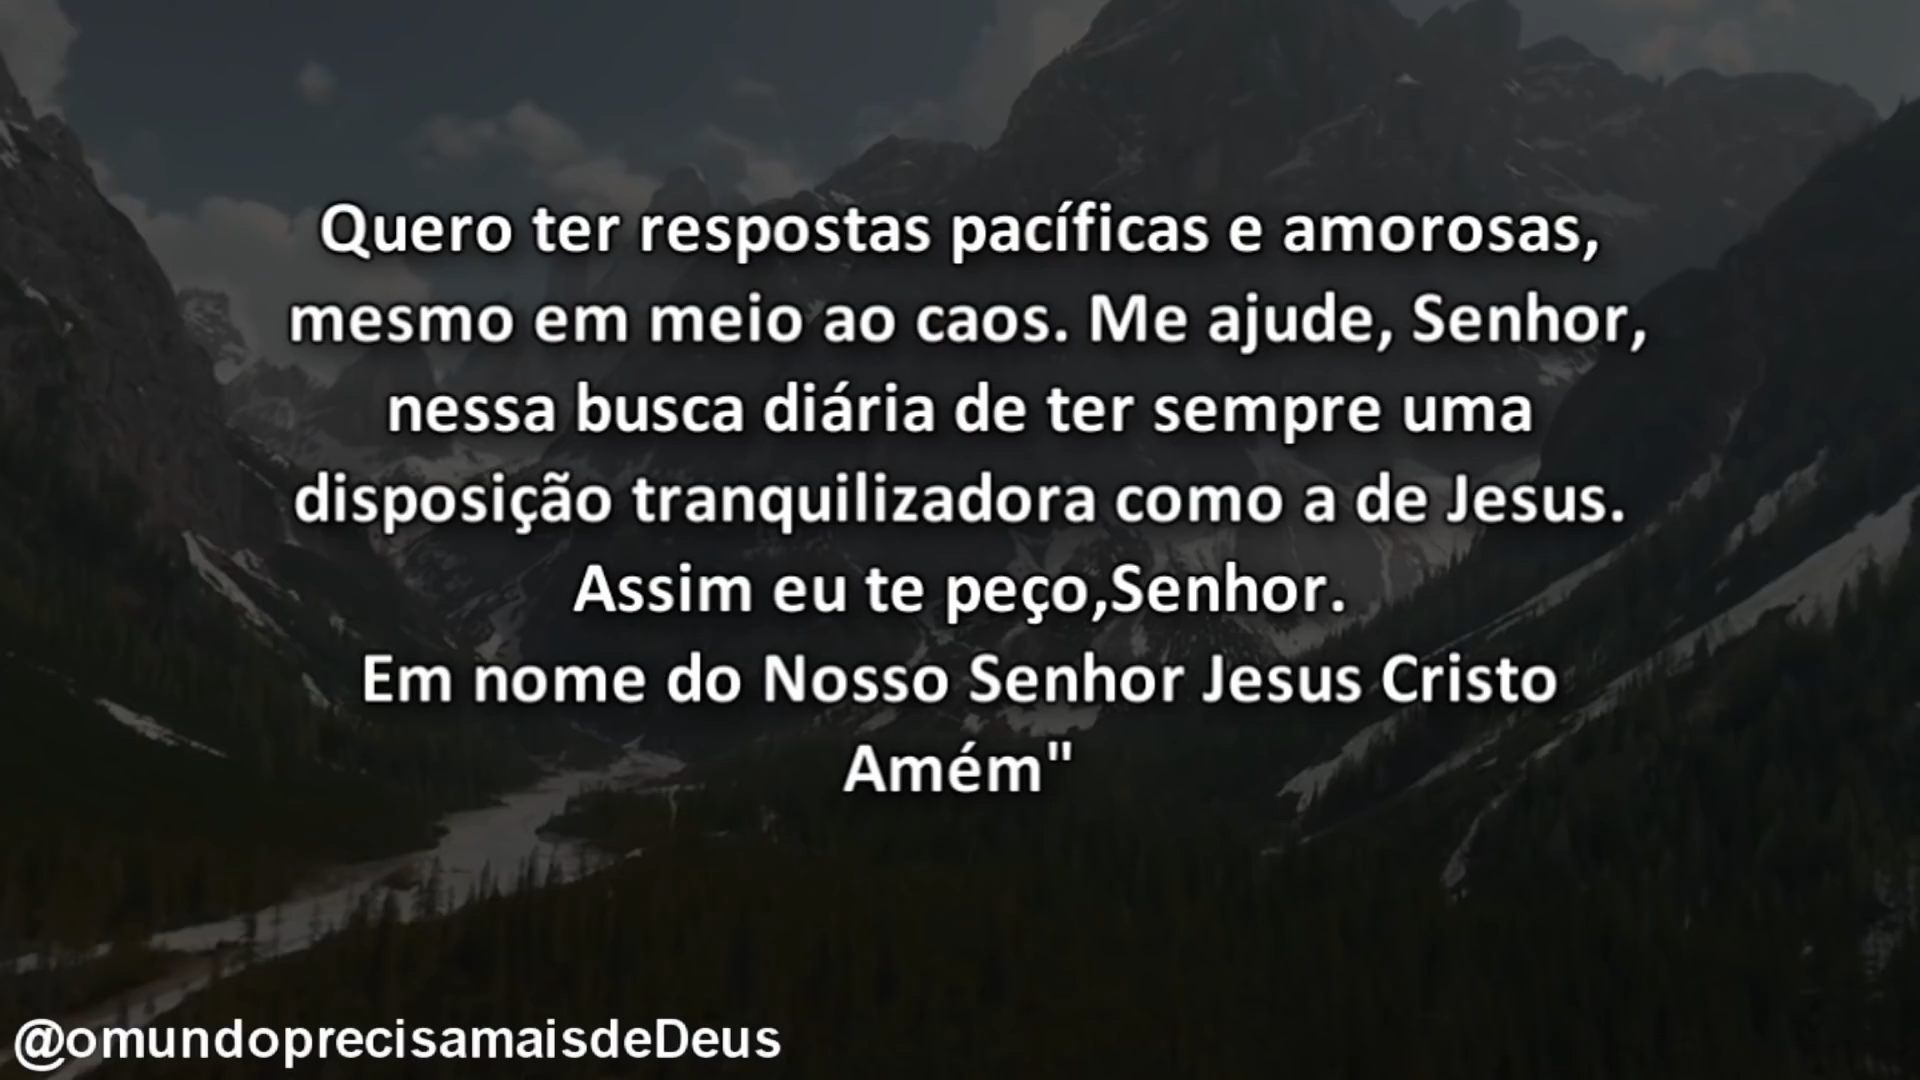 Quero ter respostas pacíficas e amorosas,
mesmo em meio ao caos. Me ajude, Senhor,
nessa busca diária de ter sempre uma
disposição tranquilizadora como a de Jesus.
Assim eu te peço,Senhor.
Em nome do Nosso Senhor Jesus Cristo
Amém"
@omundoprecisamaisdeDeus